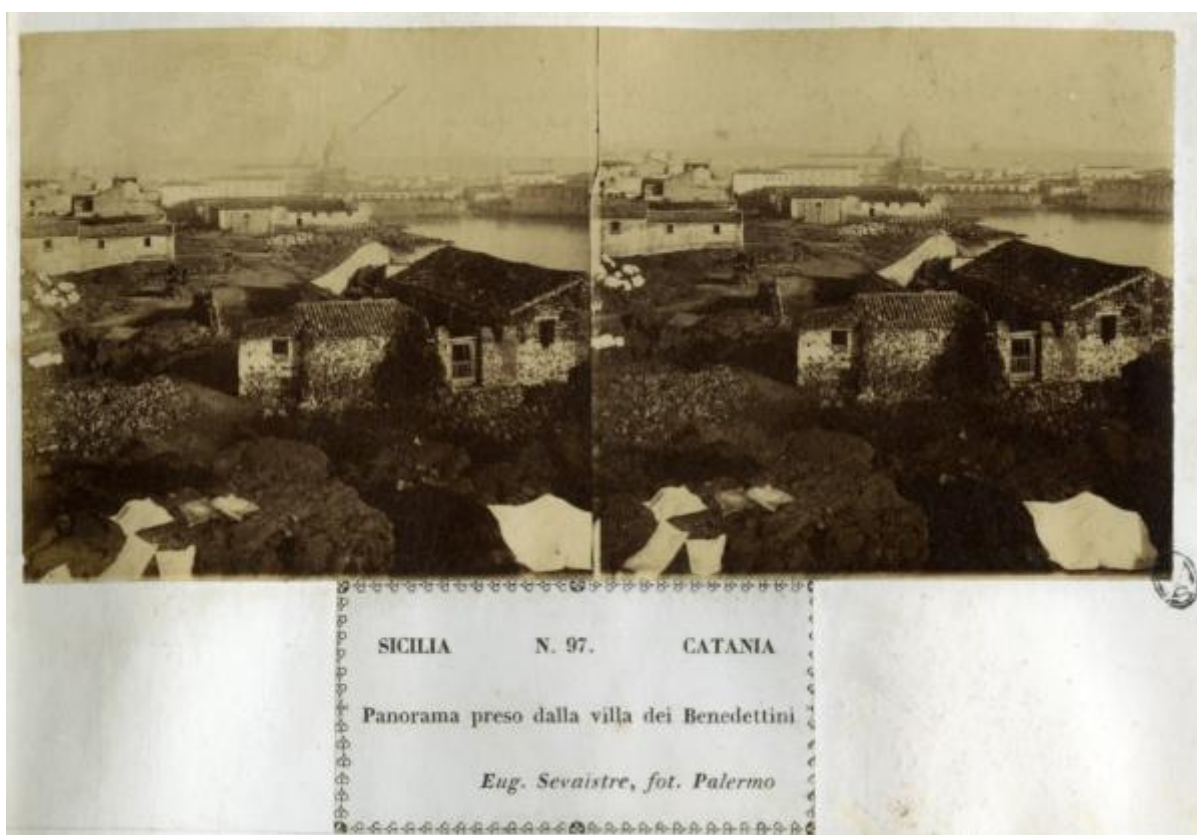 SICILIA N. 97. CATANIA
Panorama preso dalla villa dei Benedettini
Eug. Sevaistre, fot. Palermo